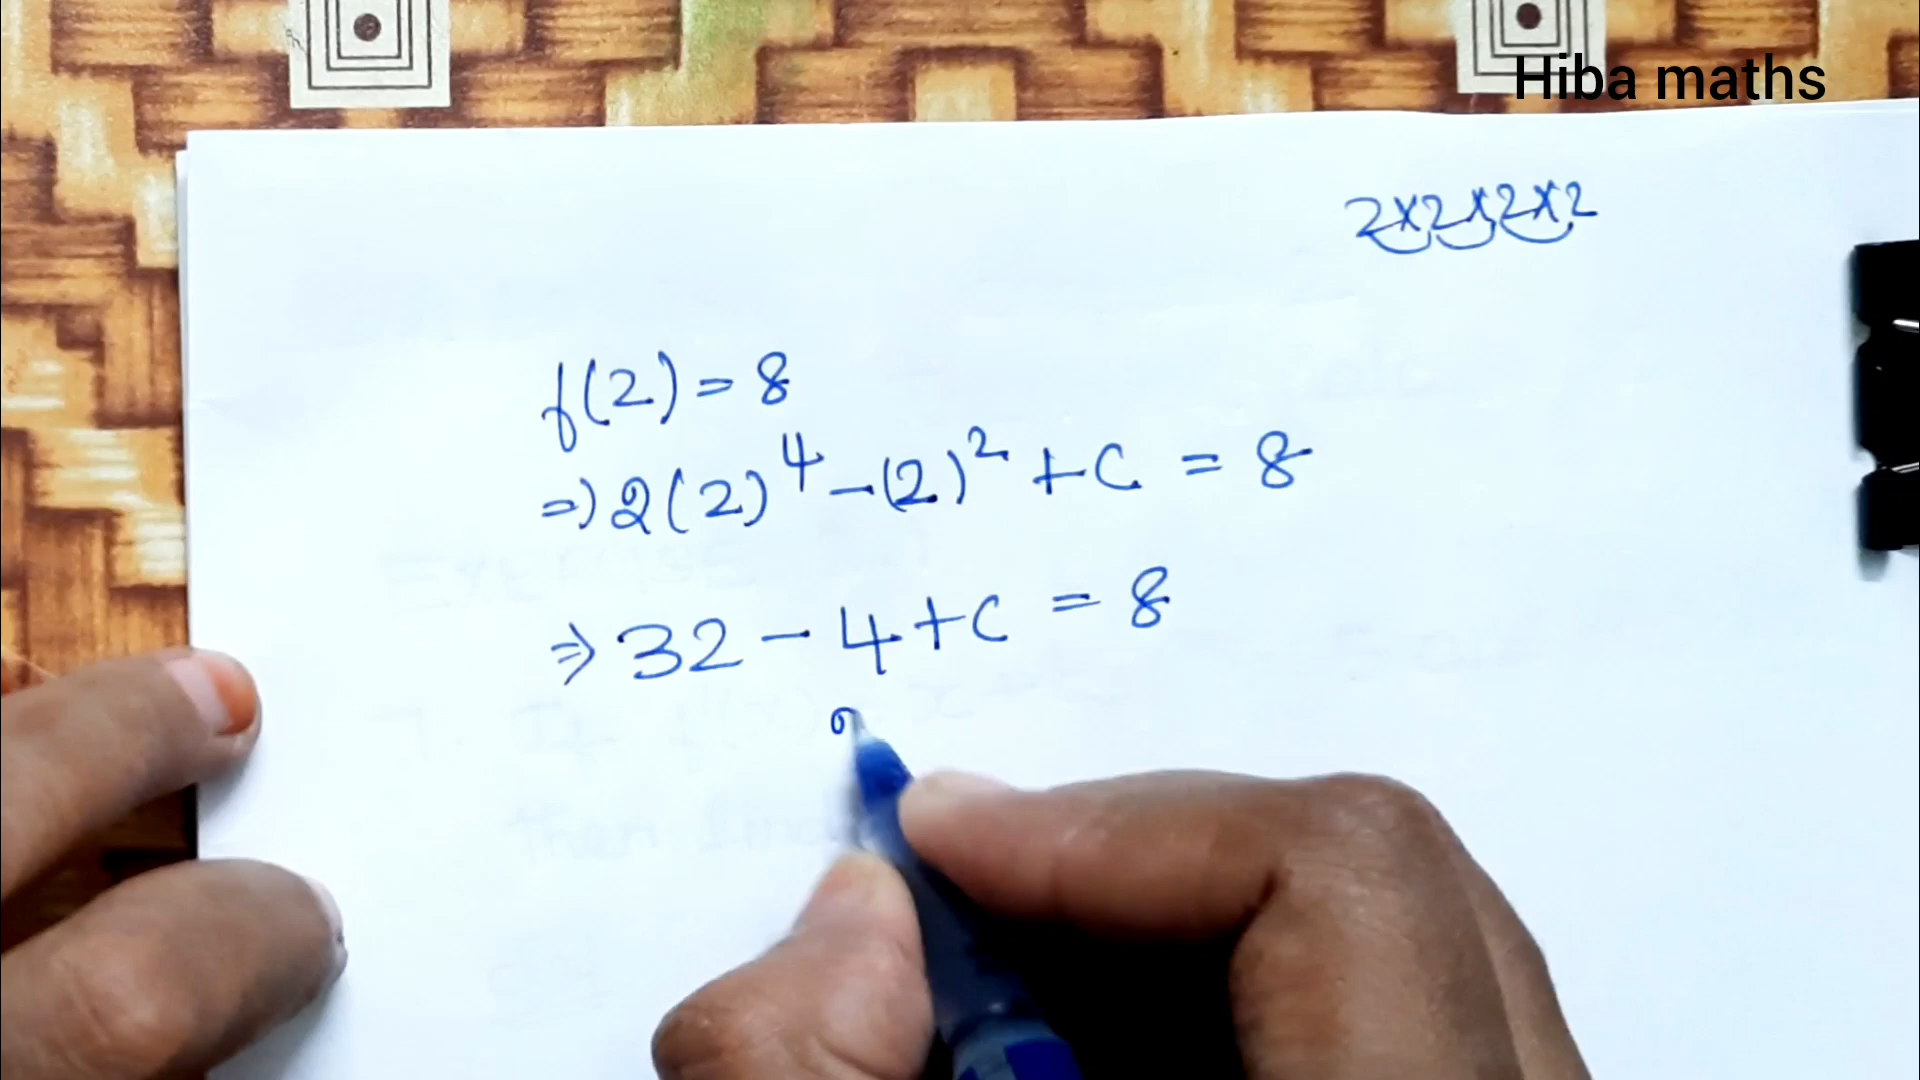 Hiba maths
2×2×2×2
f(2) = 8
⇒ 2(2)⁴ - (2)² + C = 8
⇒ 32 - 4 + C = 8